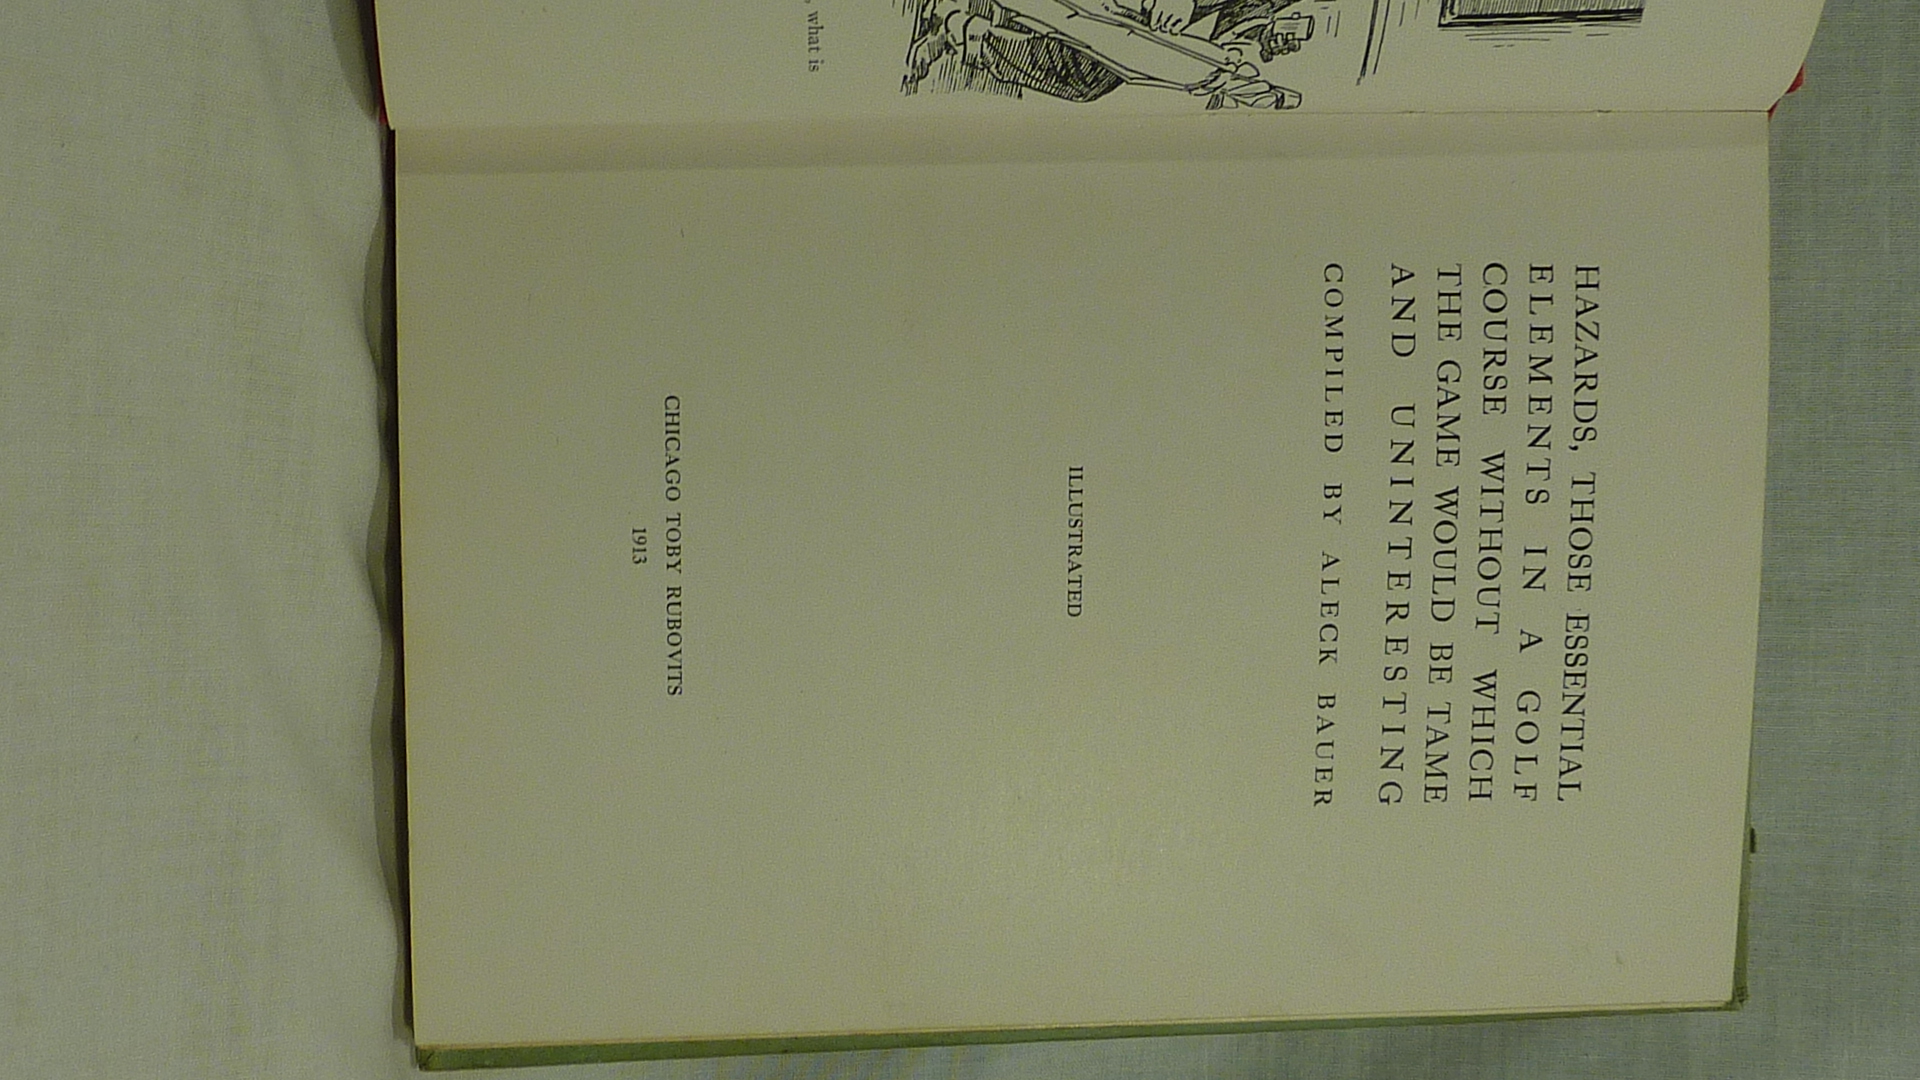 , what is
HAZARDS, THOSE ESSENTIAL
ELEMENTS IN A GOLF
COURSE WITHOUT WHICH
THE GAME WOULD BE TAME
AND UNINTERESTING
COMPILED BY ALECK BAUER
ILLUSTRATED
CHICAGO TOBY RUBOVITS
1913